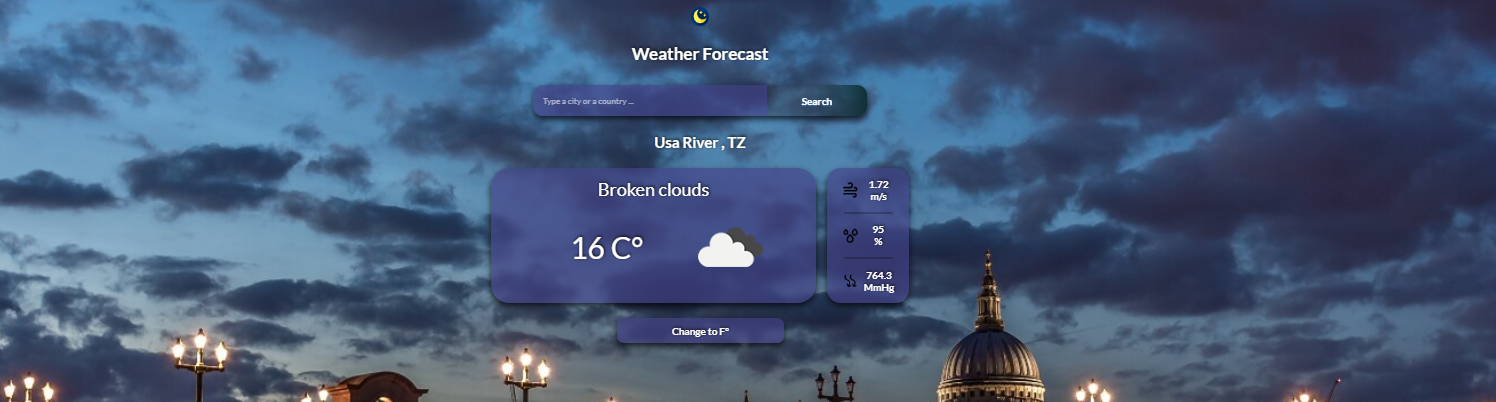 Weather Forecast
Type a city or a country ...
Search
Usa River , TZ
Broken clouds
16 C°
1.72
m/s
95
%
764.3
MmHg
Change to F°